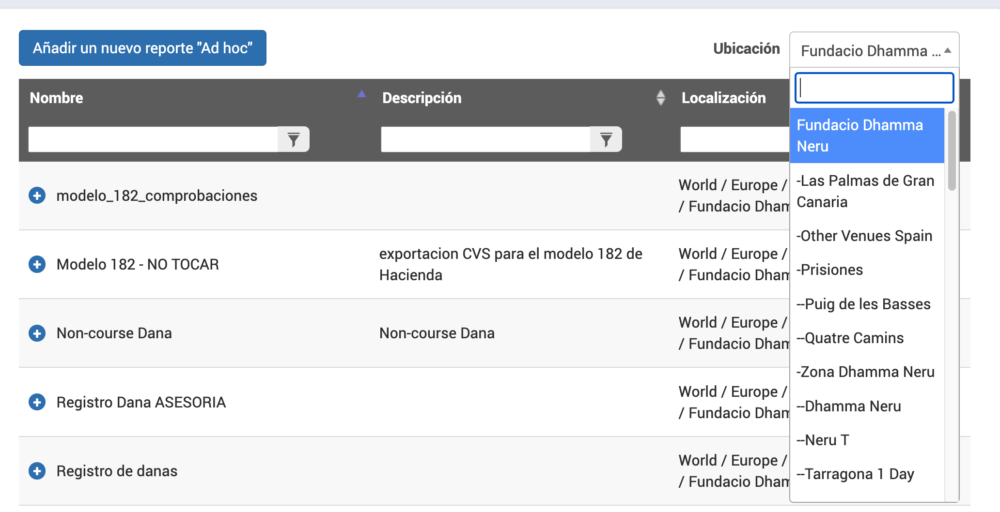 Añadir un nuevo reporte "Ad hoc"
Ubicación
Fundacio Dhamma ...
Nombre
Descripción
Localización
modelo_182_comprobaciones
World / Europe /
/ Fundacio Dham
Modelo 182 - NO TOCAR
exportacion CVS para el modelo 182 de
Hacienda
World / Europe /
/ Fundacio Dham
Non-course Dana
Non-course Dana
World / Europe /
/ Fundacio Dham
Registro Dana ASESORIA
World / Europe /
/ Fundacio Dham
Registro de danas
World / Europe /
/ Fundacio Dham
Fundacio Dhamma
Neru
-Las Palmas de Gran
Canaria
-Other Venues Spain
-Prisiones
--Puig de les Basses
--Quatre Camins
-Zona Dhamma Neru
--Dhamma Neru
--Neru T
--Tarragona 1 Day